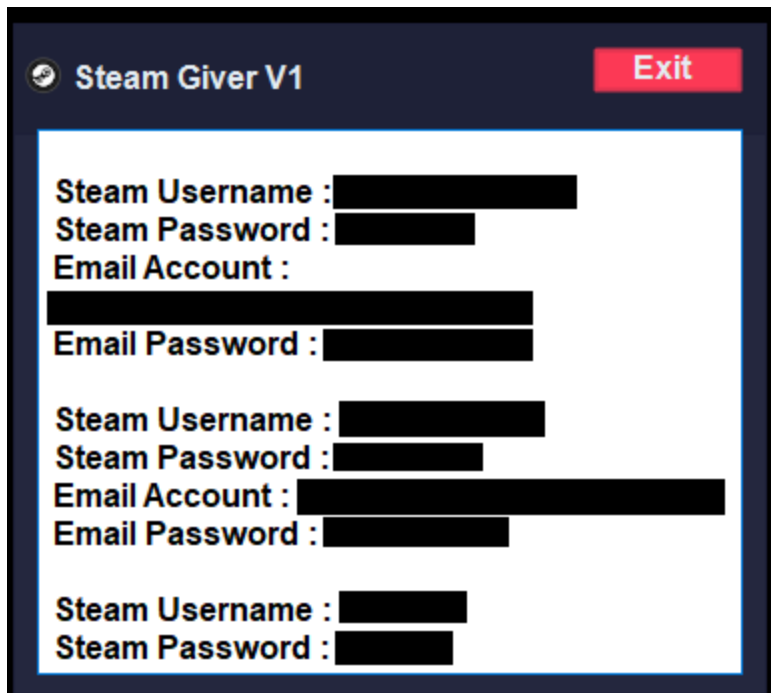 Steam Giver V1
Exit
Steam Username :
Steam Password :
Email Account :
Email Password :
Steam Username :
Steam Password :
Email Account :
Email Password :
Steam Username :
Steam Password :